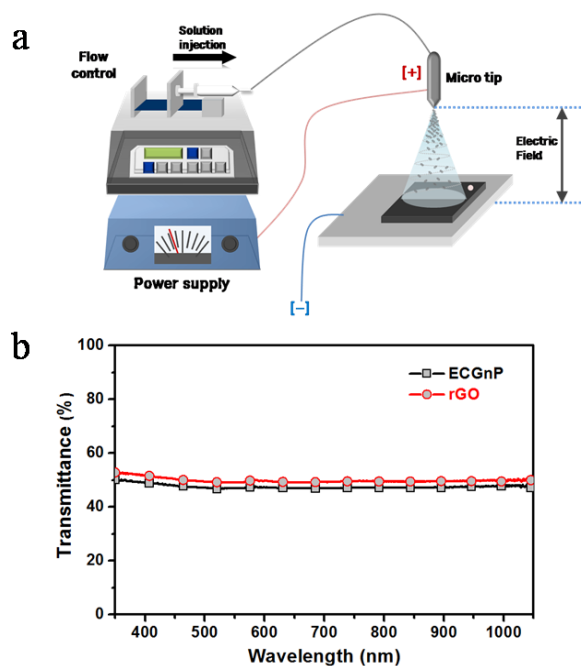 a
Solution
injection
Flow
control
[+]
Micro tip
Electric
Field
Power supply
[−]
b
ECGnP
rGO
Transmittance (%)
100
80
60
40
20
0
400 500 600 700 800 900 1000
Wavelength (nm)